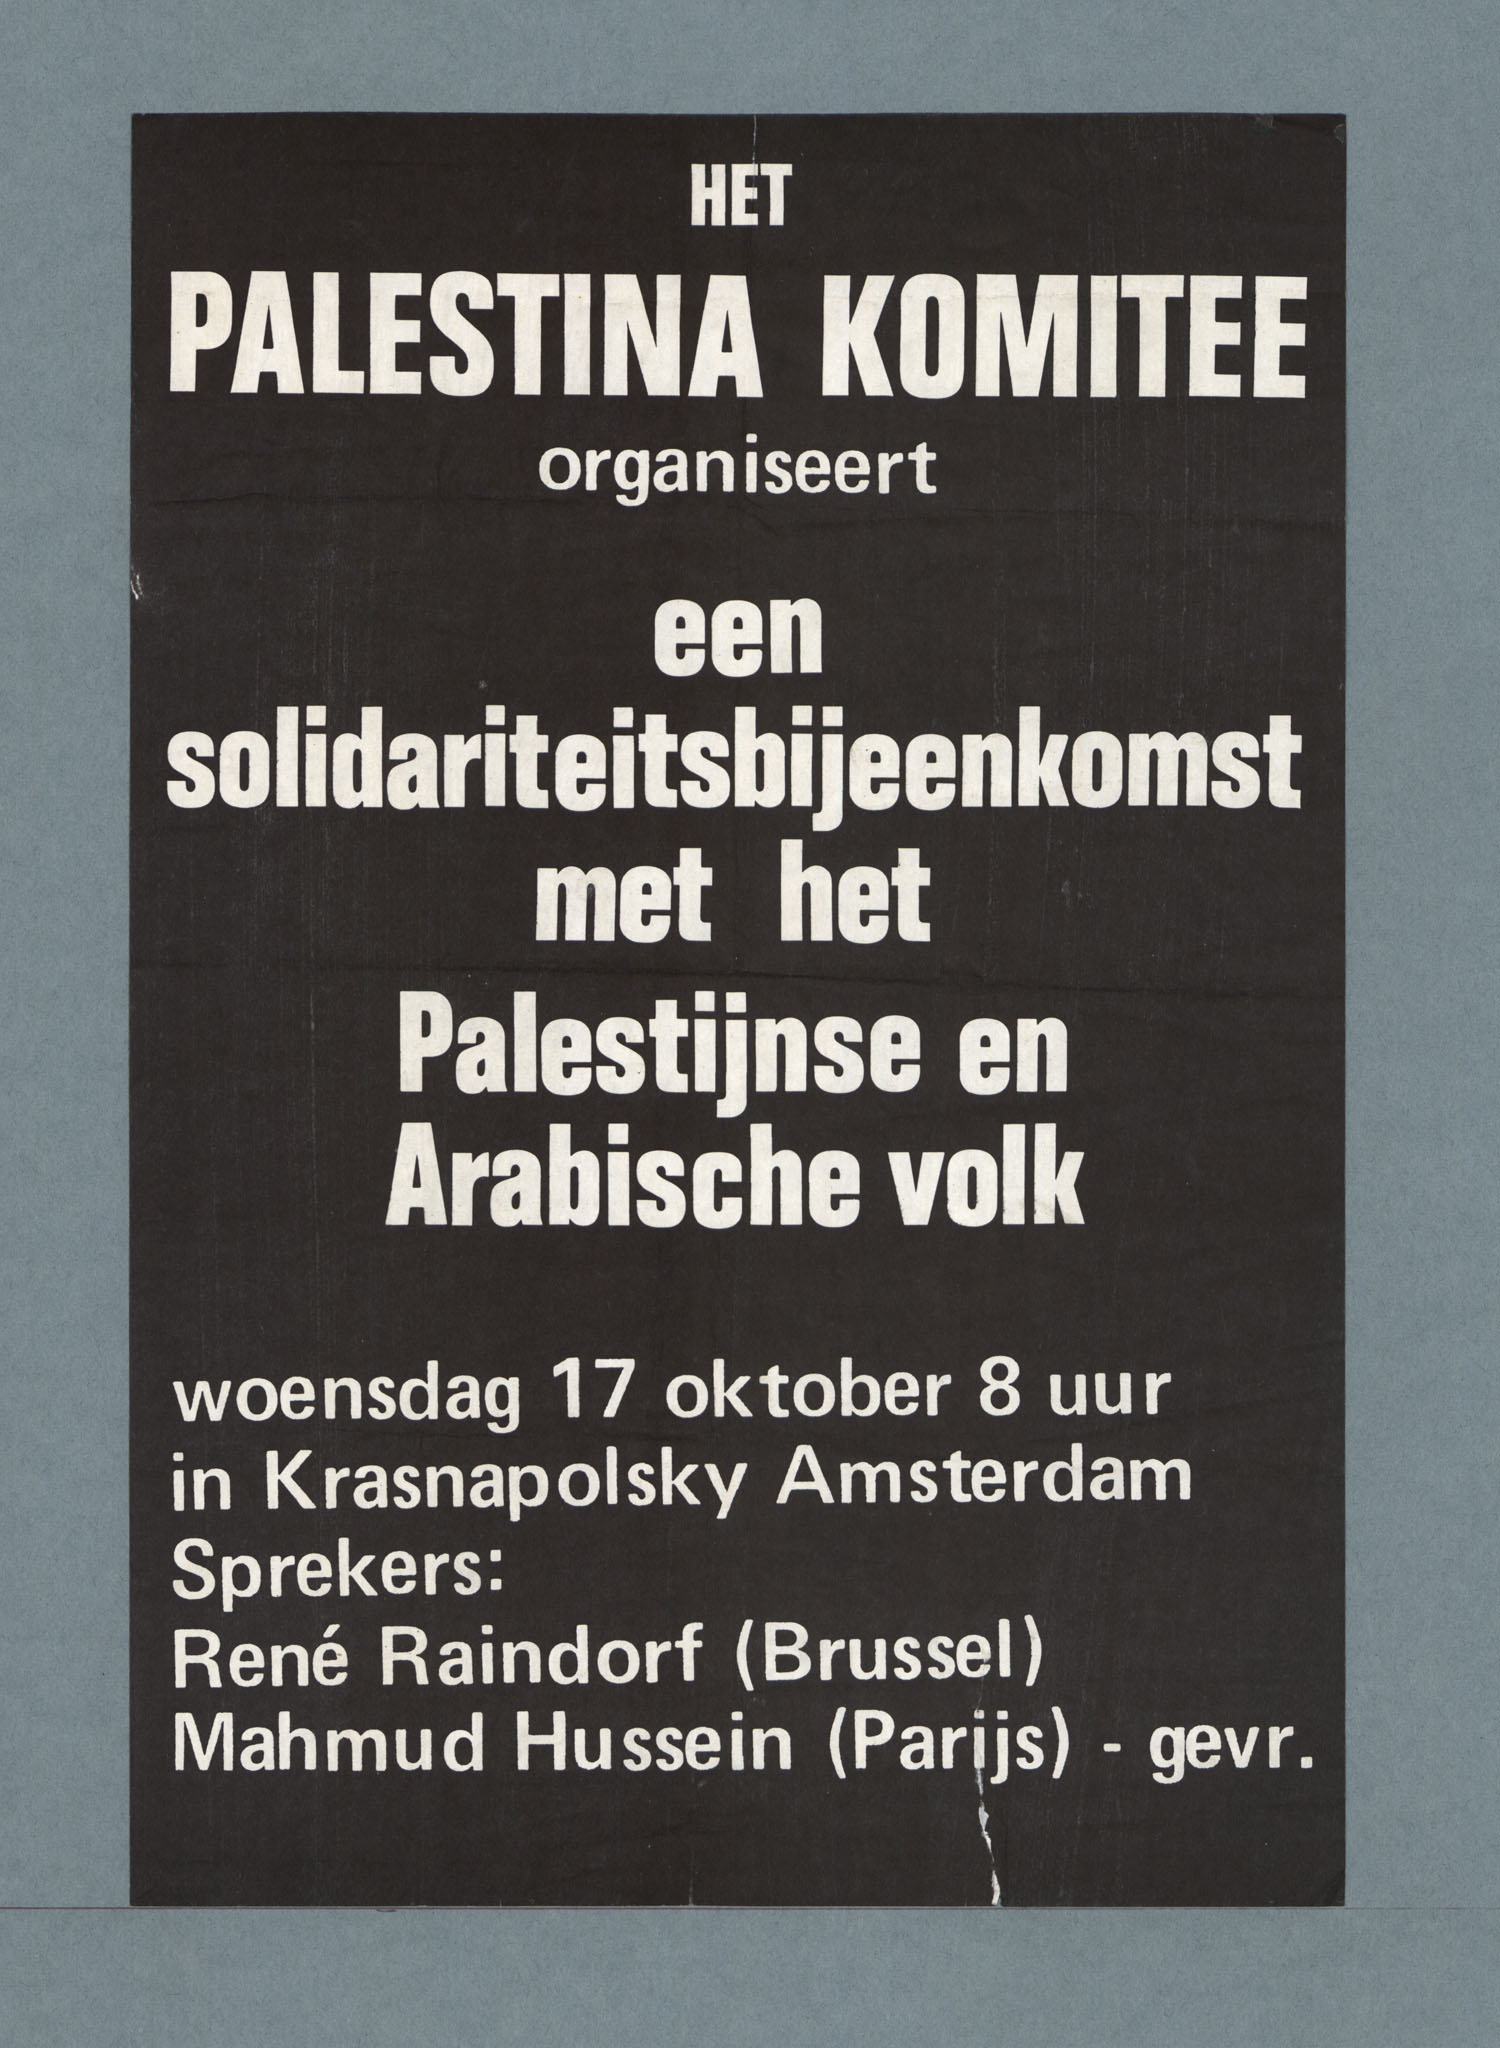 HET
PALESTINA KOMITEE
organiseert
een
solidariteitsbijeenkomst
met het
Palestijnse en
Arabische volk
woensdag 17 oktober 8 uur
in Krasnapolsky Amsterdam
Sprekers:
René Raindorf (Brussel)
Mahmud Hussein (Parijs) - gevr.